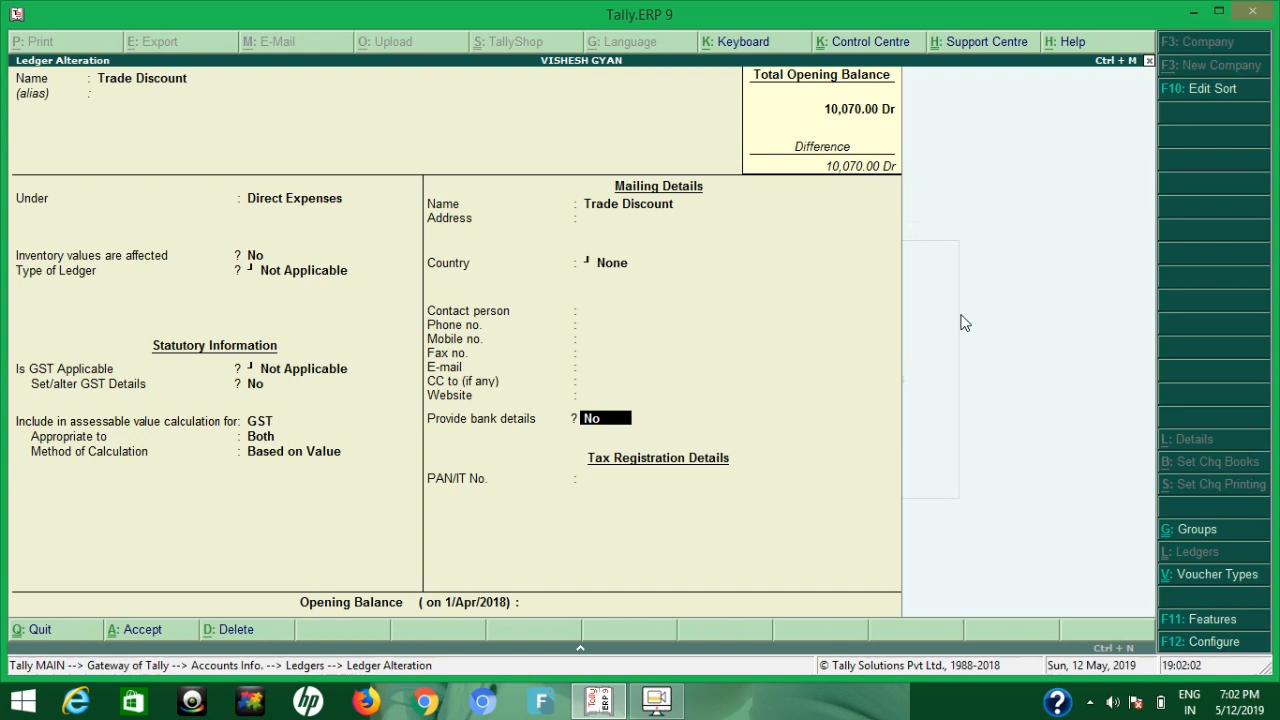 Tally.ERP 9
P: Print E: Export M: E-Mail O: Upload S: TallyShop G: Language K: Keyboard K: Control Centre H: Support Centre H: Help
Ledger Alteration VISHESH GYAN Ctrl + M
Name : Trade Discount
(alias) :
Total Opening Balance
10,070.00 Dr
Difference
10,070.00 Dr
Under : Direct Expenses
Inventory values are affected ? No
Type of Ledger ? ┘ Not Applicable
Statutory Information
Is GST Applicable ? ┘ Not Applicable
Set/alter GST Details ? No
Include in assessable value calculation for: GST
Appropriate to : Both
Method of Calculation : Based on Value
Mailing Details
Name : Trade Discount
Address :
Country : ┘ None
Contact person :
Phone no. :
Mobile no. :
Fax no. :
E-mail :
CC to (if any) :
Website :
Provide bank details ? No
Tax Registration Details
PAN/IT No. :
Opening Balance ( on 1/Apr/2018) :
F3: Company
F3: New Company
F10: Edit Sort
L: Details
B: Set Chq Books
S: Set Chq Printing
G: Groups
L: Ledgers
V: Voucher Types
F11: Features
F12: Configure
Q: Quit A: Accept D: Delete
Ctrl + N
Tally MAIN --> Gateway of Tally --> Accounts Info. --> Ledgers --> Ledger Alteration © Tally Solutions Pvt Ltd., 1988-2018 Sun, 12 May, 2019 19:02:02
hp F Tally ERP 9 ? ENG 7:02 PM
IN 5/12/2019